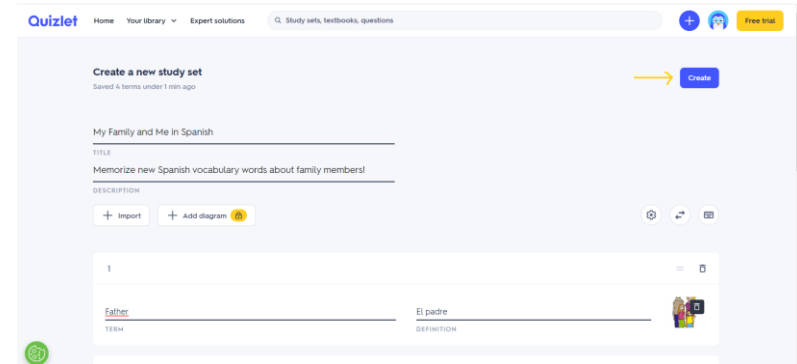 Quizlet Home Your library Expert solutions Study sets, textbooks, questions Free trial
Create a new study set
Saved 4 terms under 1 min ago
Create
My Family and Me in Spanish
TITLE
Memorize new Spanish vocabulary words about family members!
DESCRIPTION
+ Import + Add diagram
1
Father El padre
TERM DEFINITION